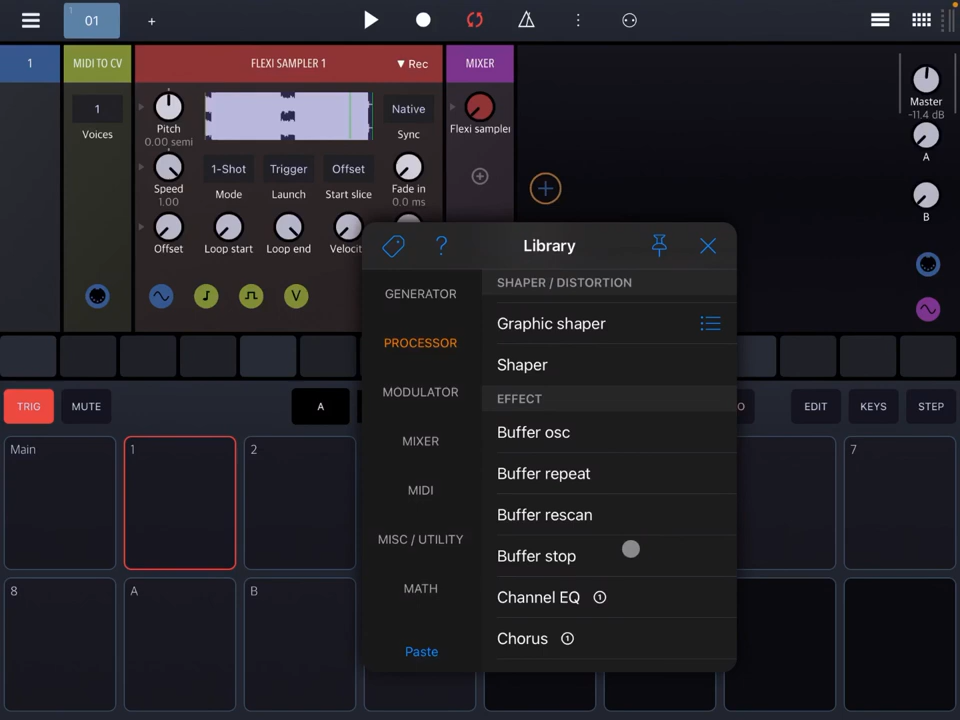 1
01
+
1
MIDI TO CV
FLEXI SAMPLER 1
▼ Rec
MIXER
1
Voices
Pitch
0.00 semi
Native
Sync
Flexi sampler
Master
-11.4 dB
A
Speed
1.00
1-Shot
Mode
Trigger
Launch
Offset
Start slice
Fade in
0.0 ms
B
Offset
Loop start
Loop end
V
?
Library
GENERATOR
PROCESSOR
MODULATOR
MIXER
MIDI
MISC / UTILITY
MATH
Paste
SHAPER / DISTORTION
Graphic shaper
Shaper
EFFECT
Buffer osc
Buffer repeat
Buffer rescan
Buffer stop
Channel EQ 1
Chorus 1
TRIG
MUTE
A
EDIT
KEYS
STEP
Main
1
2
7
8
A
B